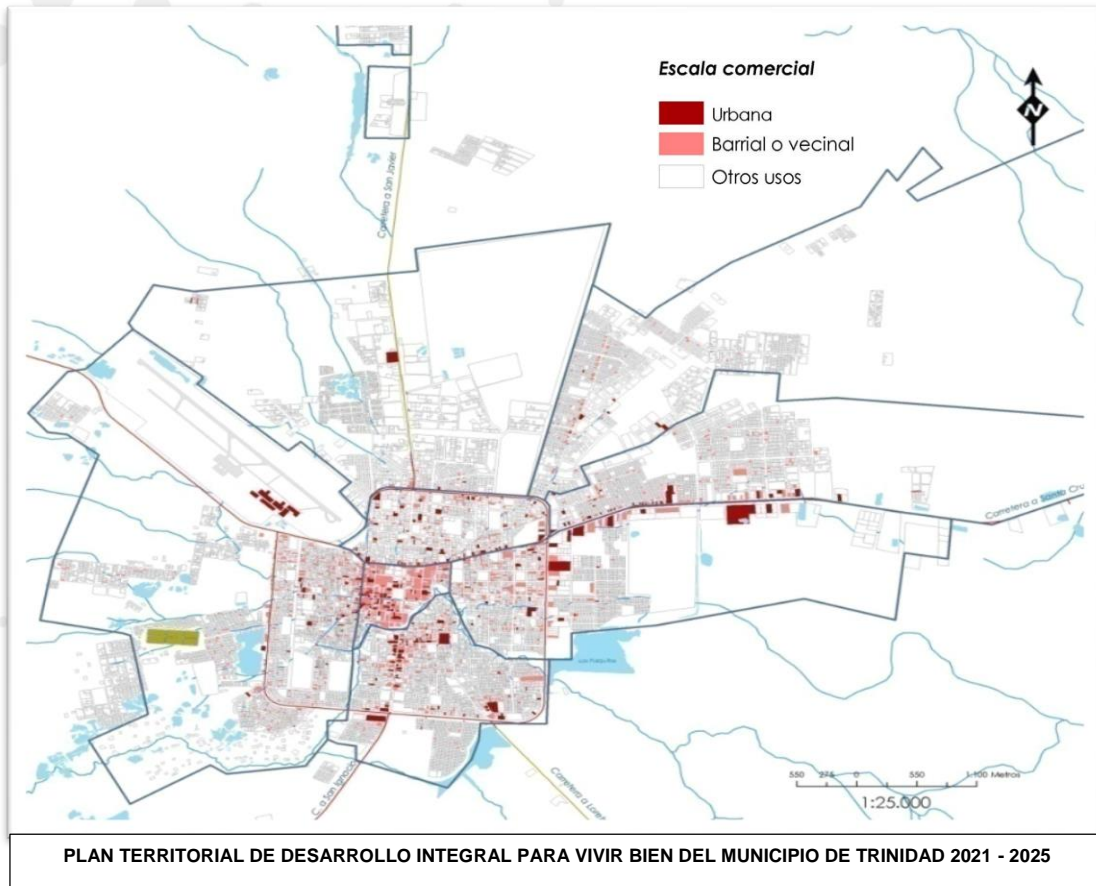 Escala comercial
Urbana
Barrial o vecinal
Otros usos
N
Carretera a San Javier
Carretera a Santa Cru
C. a San Ignacio
Carretera a Loret
550 275 0 550 1.100 Metros
1:25.000
PLAN TERRITORIAL DE DESARROLLO INTEGRAL PARA VIVIR BIEN DEL MUNICIPIO DE TRINIDAD 2021 - 2025